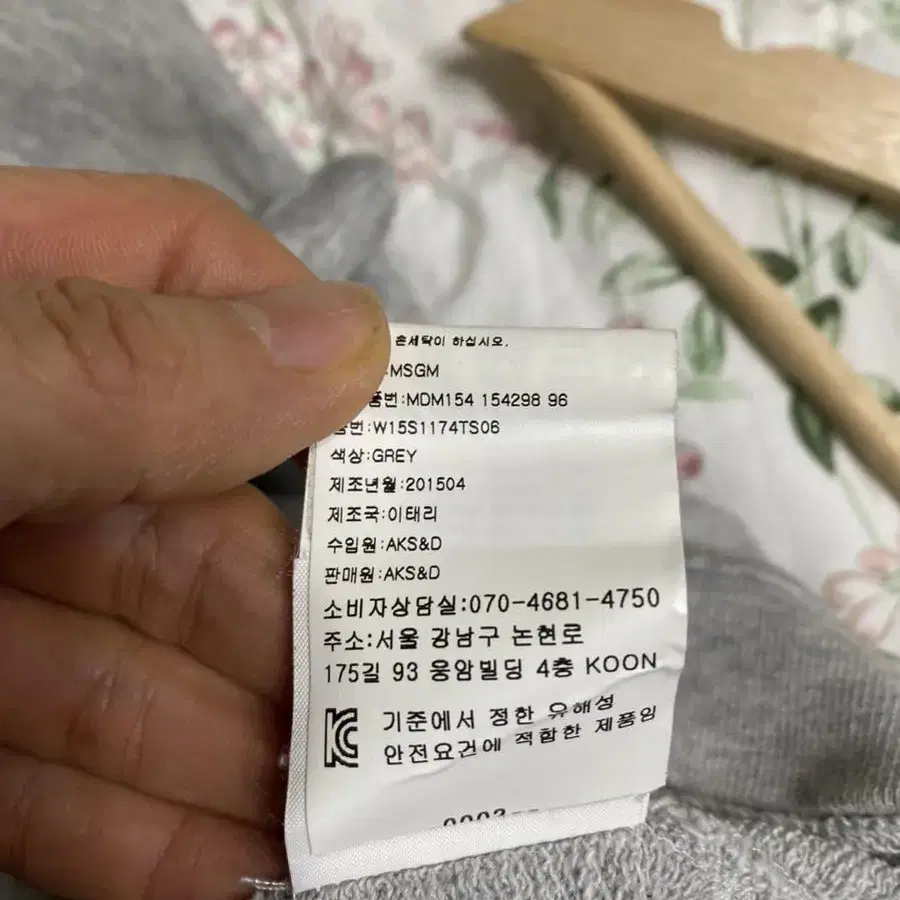 촌세탁이 하십시오.
:MSGM
품번:MDM154 154298 96
번:W15S1174TS06
색상:GREY
제조년월:201504
제조국:이태리
수입원:AKS&D
판매원:AKS&D
소비자상담실:070-4681-4750
주소:서울 강남구 논현로
175길 93 웅암빌딩 4층 KOON
기준에서 정한 유해성
안전요건에 적합한 제품임